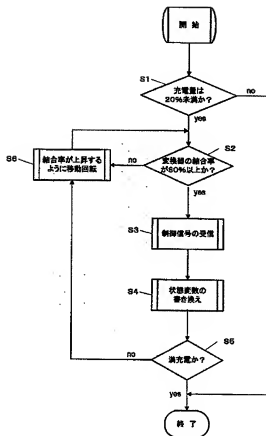 開 始
S1
充電量は
20%未満か？
no
yes
S2
変換器の結合率
が80%以上か？
no
yes
S6
結合率が上昇する
ように移動回転
S3
制御信号の受信
S4
状態変数の
書き換え
S5
満充電か？
no
yes
終 了